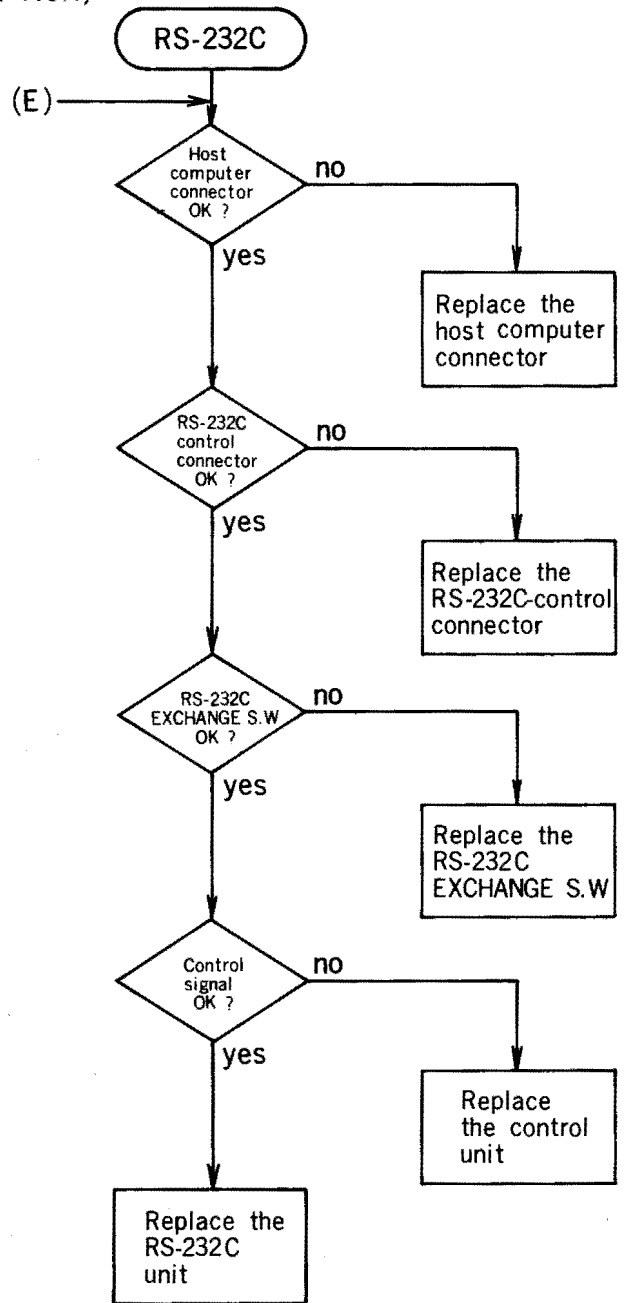 RS-232C
(E)
Host
computer
connector
OK ?
no
yes
Replace the
host computer
connector
RS-232C
control
connector
OK ?
no
yes
Replace the
RS-232C-control
connector
RS-232C
EXCHANGE S.W
OK ?
no
yes
Replace the
RS-232C
EXCHANGE S.W
Control
signal
OK ?
no
yes
Replace
the control
unit
Replace the
RS-232C
unit